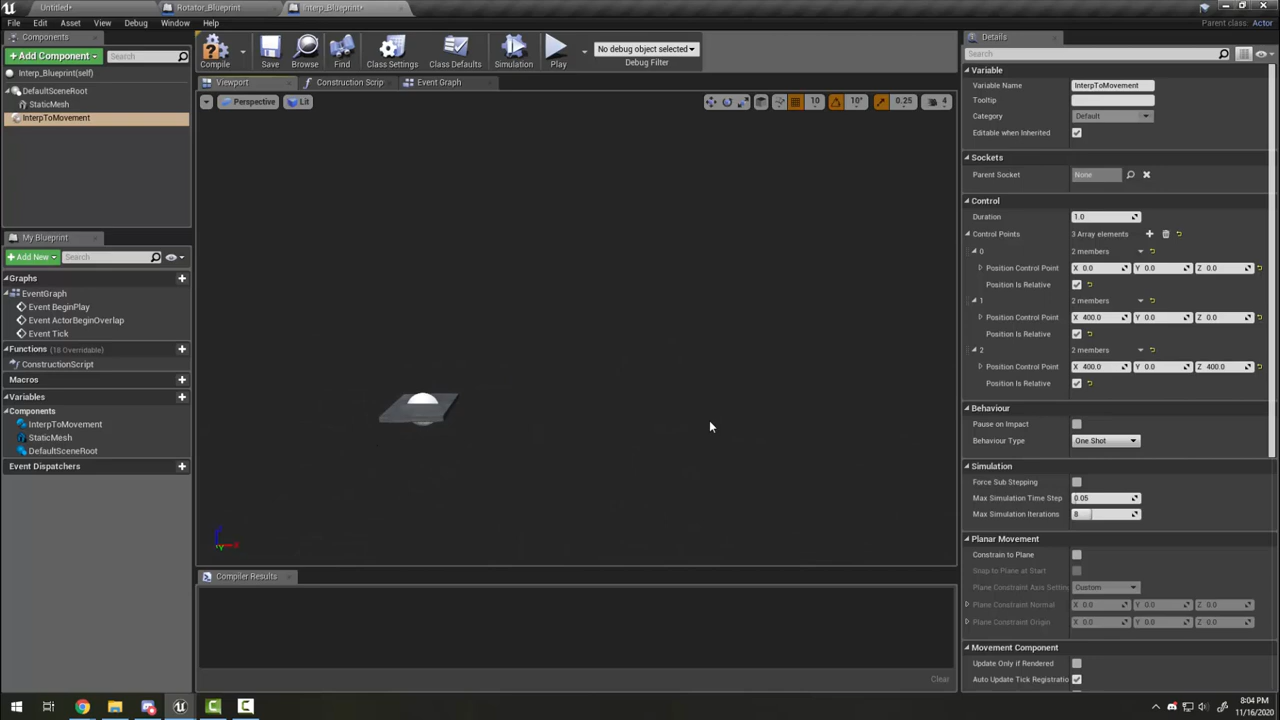 Untitled*
Rotator_Blueprint
Interp_Blueprint*
File Edit Asset View Debug Window Help
Parent class: Actor
Components
+ Add Component
Search
Interp_Blueprint(self)
DefaultSceneRoot
StaticMesh
InterpToMovement
My Blueprint
+ Add New
Search
Graphs
EventGraph
Event BeginPlay
Event ActorBeginOverlap
Event Tick
Functions (18 Overridable)
ConstructionScript
Macros
Variables
Components
InterpToMovement
StaticMesh
DefaultSceneRoot
Event Dispatchers
Compile
Save
Browse
Find
Class Settings
Class Defaults
Simulation
Play
No debug object selected
Debug Filter
Viewport
Construction Scrip
Event Graph
Perspective
Lit
10
10°
0.25
4
Compiler Results
Clear
Details
Search
Variable
Variable Name InterpToMovement
Tooltip
Category Default
Editable when Inherited
Sockets
Parent Socket None
Control
Duration 1.0
Control Points 3 Array elements
0 2 members
Position Control Point X 0.0 Y 0.0 Z 0.0
Position Is Relative
1 2 members
Position Control Point X 400.0 Y 0.0 Z 0.0
Position Is Relative
2 2 members
Position Control Point X 400.0 Y 0.0 Z 400.0
Position Is Relative
Behaviour
Pause on Impact
Behaviour Type One Shot
Simulation
Force Sub Stepping
Max Simulation Time Step 0.05
Max Simulation Iterations 8
Planar Movement
Constrain to Plane
Snap to Plane at Start
Plane Constraint Axis Settin Custom
Plane Constraint Normal X 0.0 Y 0.0 Z 0.0
Plane Constraint Origin X 0.0 Y 0.0 Z 0.0
Movement Component
Update Only if Rendered
Auto Update Tick Registratio
8:04 PM
11/16/2020